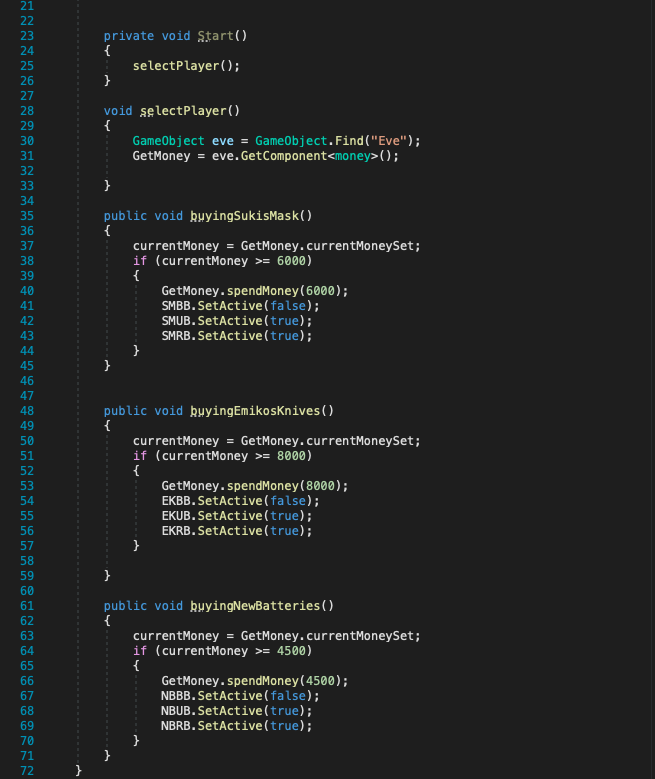 21
22
23 private void Start()
24 {
25 selectPlayer();
26 }
27
28 void selectPlayer()
29 {
30 GameObject eve = GameObject.Find("Eve");
31 GetMoney = eve.GetComponent<money>();
32
33 }
34
35 public void buyingSukisMask()
36 {
37 currentMoney = GetMoney.currentMoneySet;
38 if (currentMoney >= 6000)
39 {
40 GetMoney.spendMoney(6000);
41 SMBB.SetActive(false);
42 SMUB.SetActive(true);
43 SMRB.SetActive(true);
44 }
45 }
46
47
48 public void buyingEmikosKnives()
49 {
50 currentMoney = GetMoney.currentMoneySet;
51 if (currentMoney >= 8000)
52 {
53 GetMoney.spendMoney(8000);
54 EKBB.SetActive(false);
55 EKUB.SetActive(true);
56 EKRB.SetActive(true);
57 }
58
59 }
60
61 public void buyingNewBatteries()
62 {
63 currentMoney = GetMoney.currentMoneySet;
64 if (currentMoney >= 4500)
65 {
66 GetMoney.spendMoney(4500);
67 NBBB.SetActive(false);
68 NBUB.SetActive(true);
69 NBRB.SetActive(true);
70 }
71 }
72 }